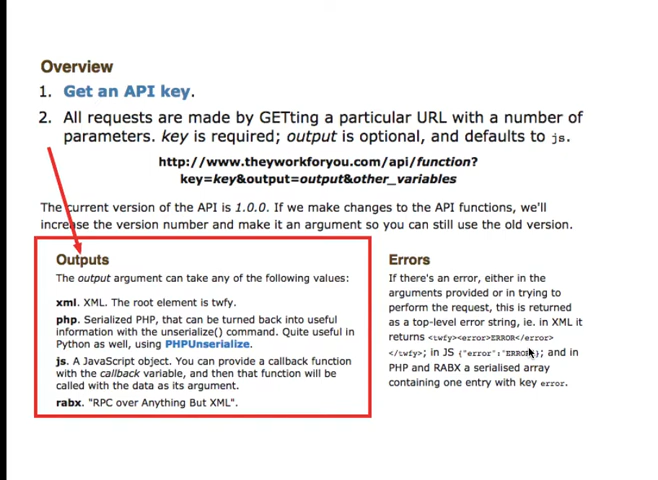 Overview
1. Get an API key.
2. All requests are made by GETting a particular URL with a number of
parameters. key is required; output is optional, and defaults to js.
http://www.theyworkforyou.com/api/function?
key=key&output=output&other_variables
The current version of the API is 1.0.0. If we make changes to the API functions, we'll
increase the version number and make it an argument so you can still use the old version.
Outputs
The output argument can take any of the following values:
xml. XML. The root element is twfy.
php. Serialized PHP, that can be turned back into useful
information with the unserialize() command. Quite useful in
Python as well, using PHPUnserialize.
js. A JavaScript object. You can provide a callback function
with the callback variable, and then that function will be
called with the data as its argument.
rabx. "RPC over Anything But XML".
Errors
If there's an error, either in the
arguments provided or in trying to
perform the request, this is returned
as a top-level error string, ie. in XML it
returns <twfy><error>ERROR</error>
</twfy>; in JS {"error":"ERROR"}; and in
PHP and RABX a serialised array
containing one entry with key error.